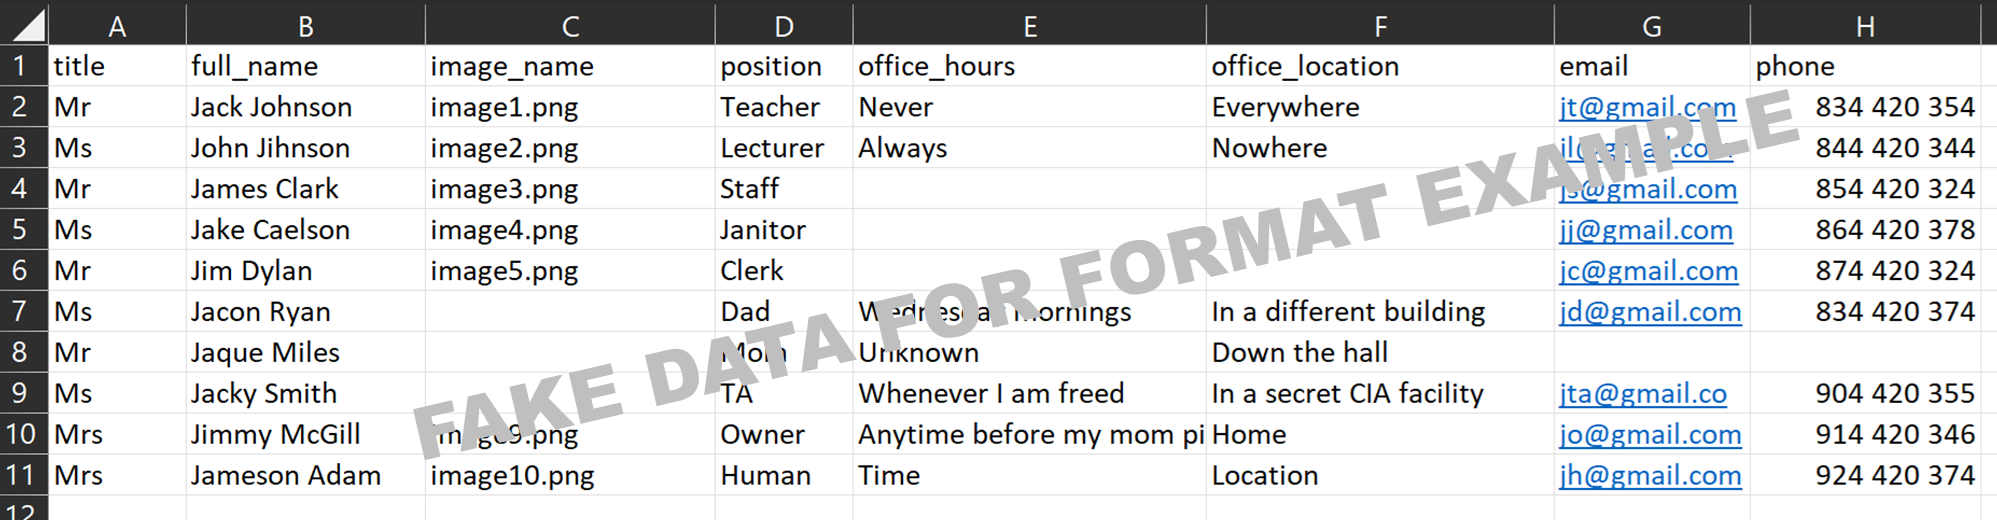 A B C D E F G H
1 title full_name image_name position office_hours office_location email phone
2 Mr Jack Johnson image1.png Teacher Never Everywhere jt@gmail.com 834 420 354
3 Ms John Jihnson image2.png Lecturer Always Nowhere jl@gmail.com 844 420 344
4 Mr James Clark image3.png Staff js@gmail.com 854 420 324
5 Ms Jake Caelson image4.png Janitor jj@gmail.com 864 420 378
6 Mr Jim Dylan image5.png Clerk jc@gmail.com 874 420 324
7 Ms Jacon Ryan Dad Wednesday mornings In a different building jd@gmail.com 834 420 374
8 Mr Jaque Miles Mom Unknown Down the hall
9 Ms Jacky Smith TA Whenever I am freed In a secret CIA facility jta@gmail.co 904 420 355
10 Mrs Jimmy McGill image9.png Owner Anytime before my mom pi Home jo@gmail.com 914 420 346
11 Mrs Jameson Adam image10.png Human Time Location jh@gmail.com 924 420 374
12
FAKE DATA FOR FORMAT EXAMPLE